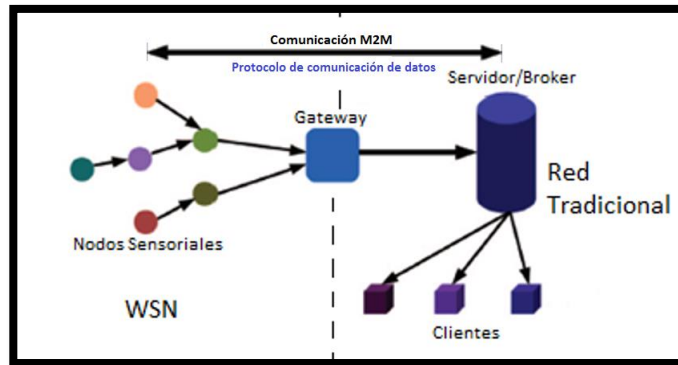 Comunicación M2M
Protocolo de comunicación de datos
Servidor/Broker
Gateway
Red
Tradicional
Nodos Sensoriales
WSN
Clientes